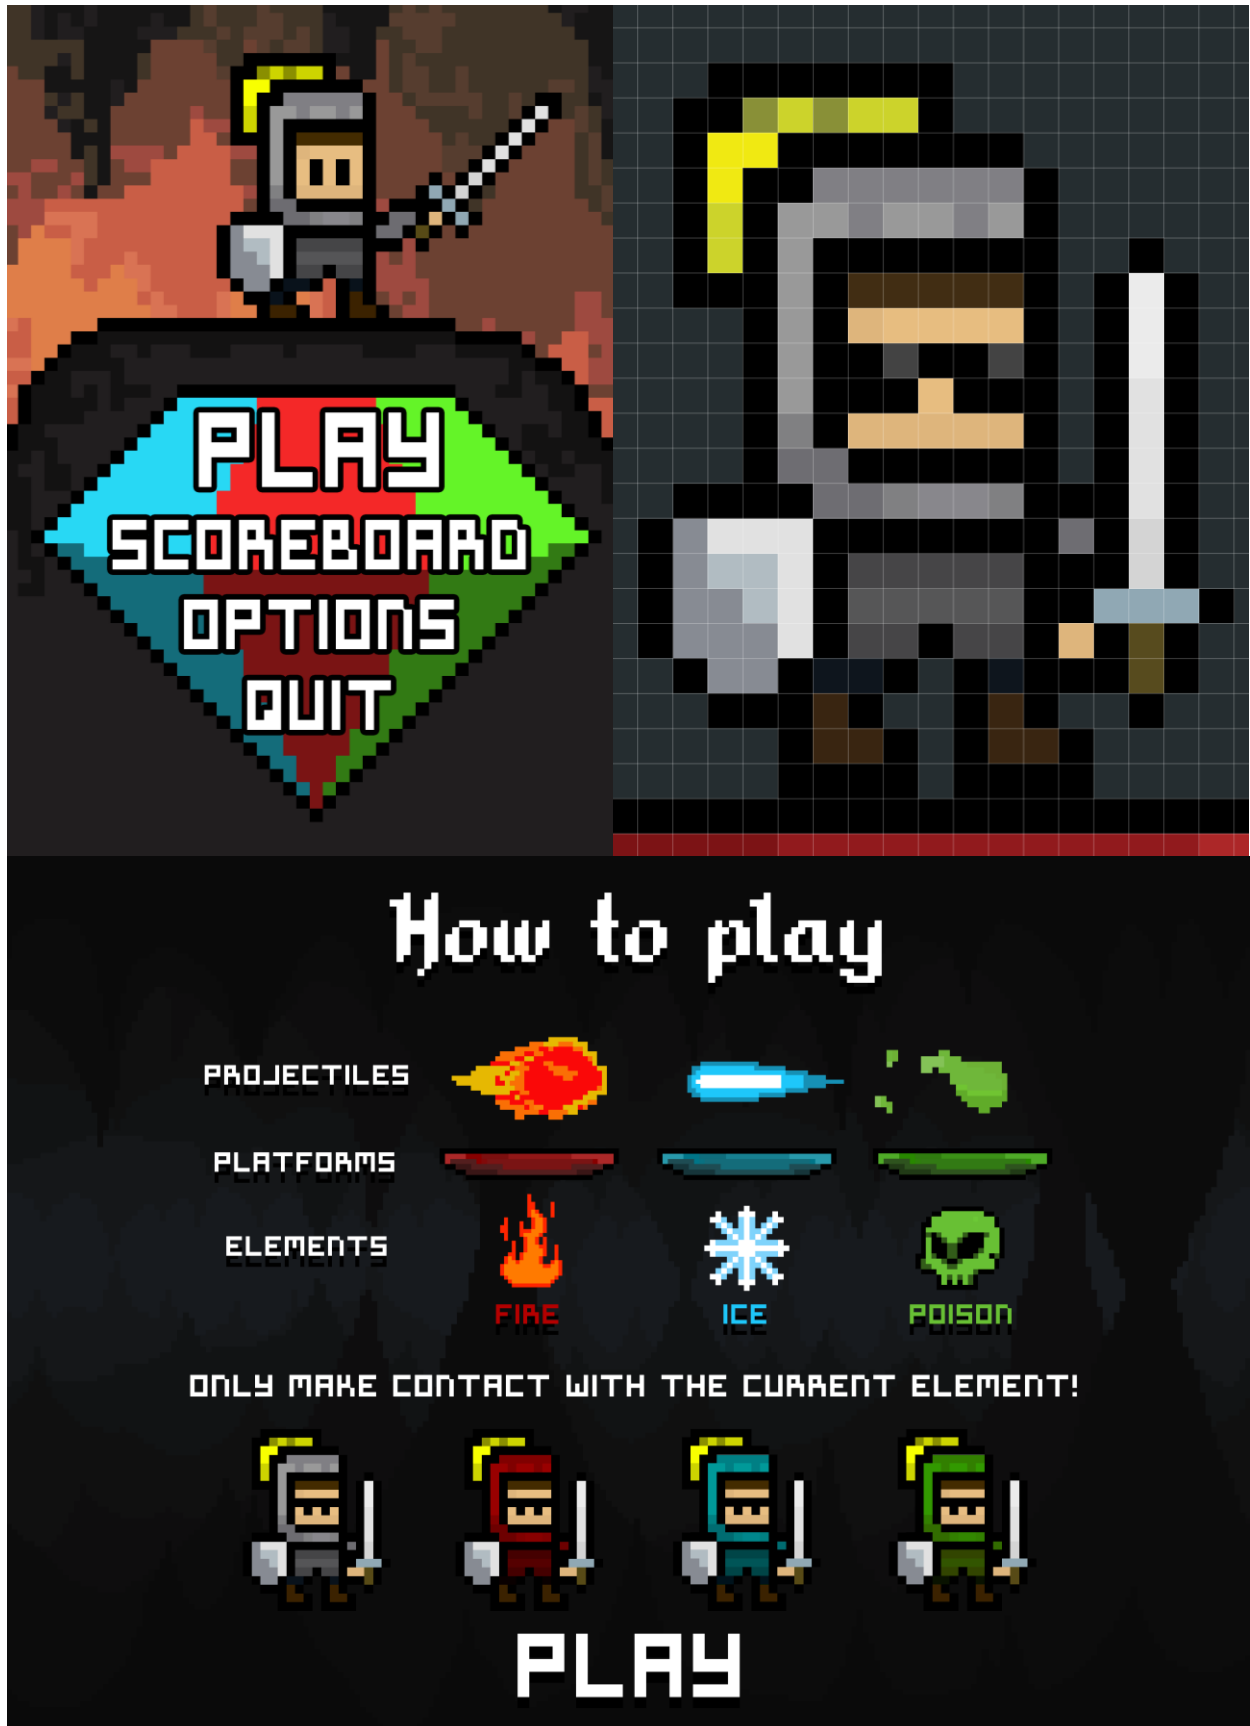 PLAY
SCOREBOARD
OPTIONS
QUIT
How to play
PROJECTILES
PLATFORMS
ELEMENTS
FIRE ICE POISON
ONLY MAKE CONTACT WITH THE CURRENT ELEMENT!
PLAY